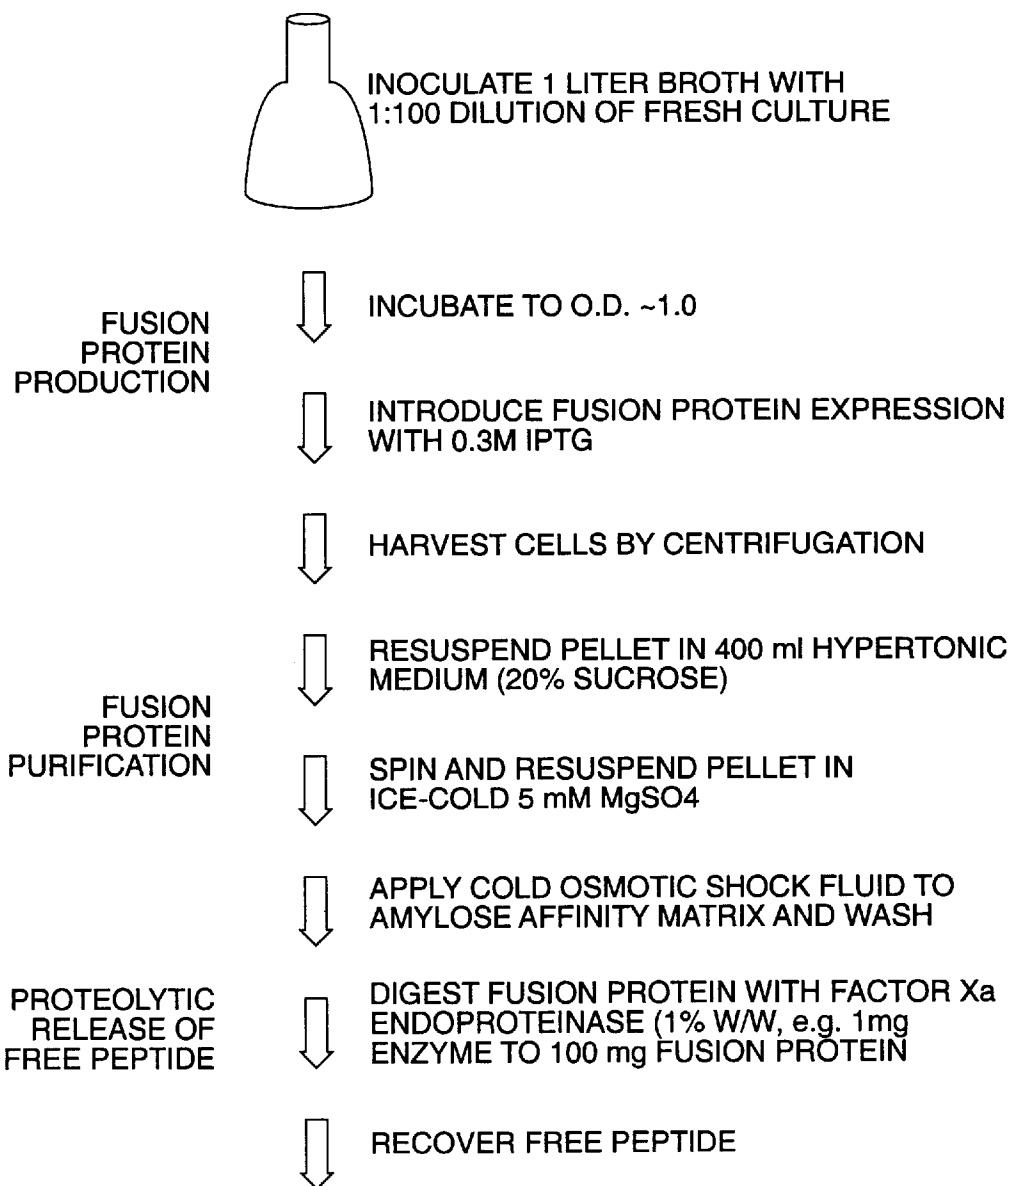 INOCULATE 1 LITER BROTH WITH
1:100 DILUTION OF FRESH CULTURE
FUSION
PROTEIN
PRODUCTION
INCUBATE TO O.D. ~1.0
INTRODUCE FUSION PROTEIN EXPRESSION
WITH 0.3M IPTG
HARVEST CELLS BY CENTRIFUGATION
FUSION
PROTEIN
PURIFICATION
RESUSPEND PELLET IN 400 ml HYPERTONIC
MEDIUM (20% SUCROSE)
SPIN AND RESUSPEND PELLET IN
ICE-COLD 5 mM MgSO4
APPLY COLD OSMOTIC SHOCK FLUID TO
AMYLOSE AFFINITY MATRIX AND WASH
PROTEOLYTIC
RELEASE OF
FREE PEPTIDE
DIGEST FUSION PROTEIN WITH FACTOR Xa
ENDOPROTEINASE (1% W/W, e.g. 1mg
ENZYME TO 100 mg FUSION PROTEIN
RECOVER FREE PEPTIDE